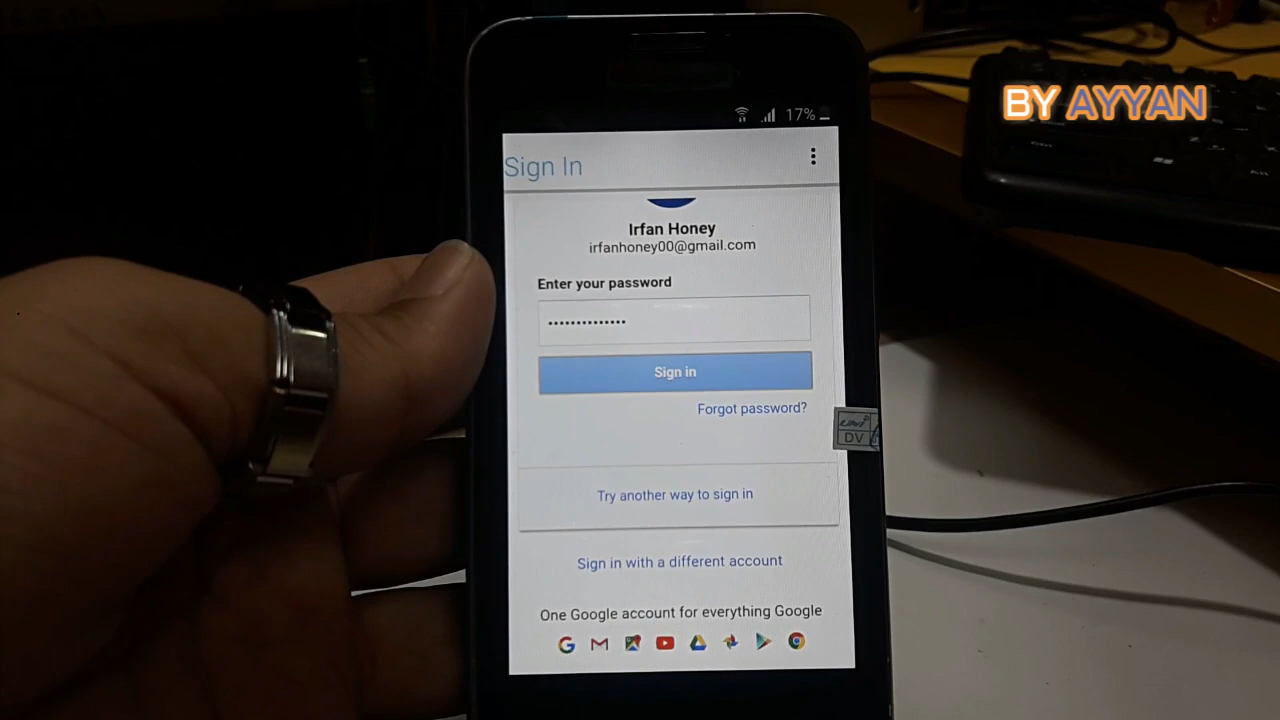 BY AYYAN
17%
Sign In
Irfan Honey
irfanhoney00@gmail.com
Enter your password
••••••••••••••
Sign in
Forgot password?
DV
Try another way to sign in
Sign in with a different account
One Google account for everything Google